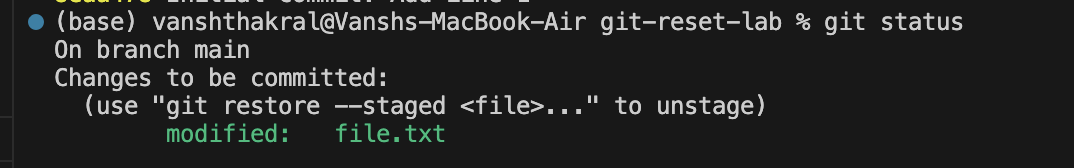 (base) vanshthakral@Vanshs-MacBook-Air git-reset-lab % git status
On branch main
Changes to be committed:
  (use "git restore --staged <file>..." to unstage)
        modified:   file.txt